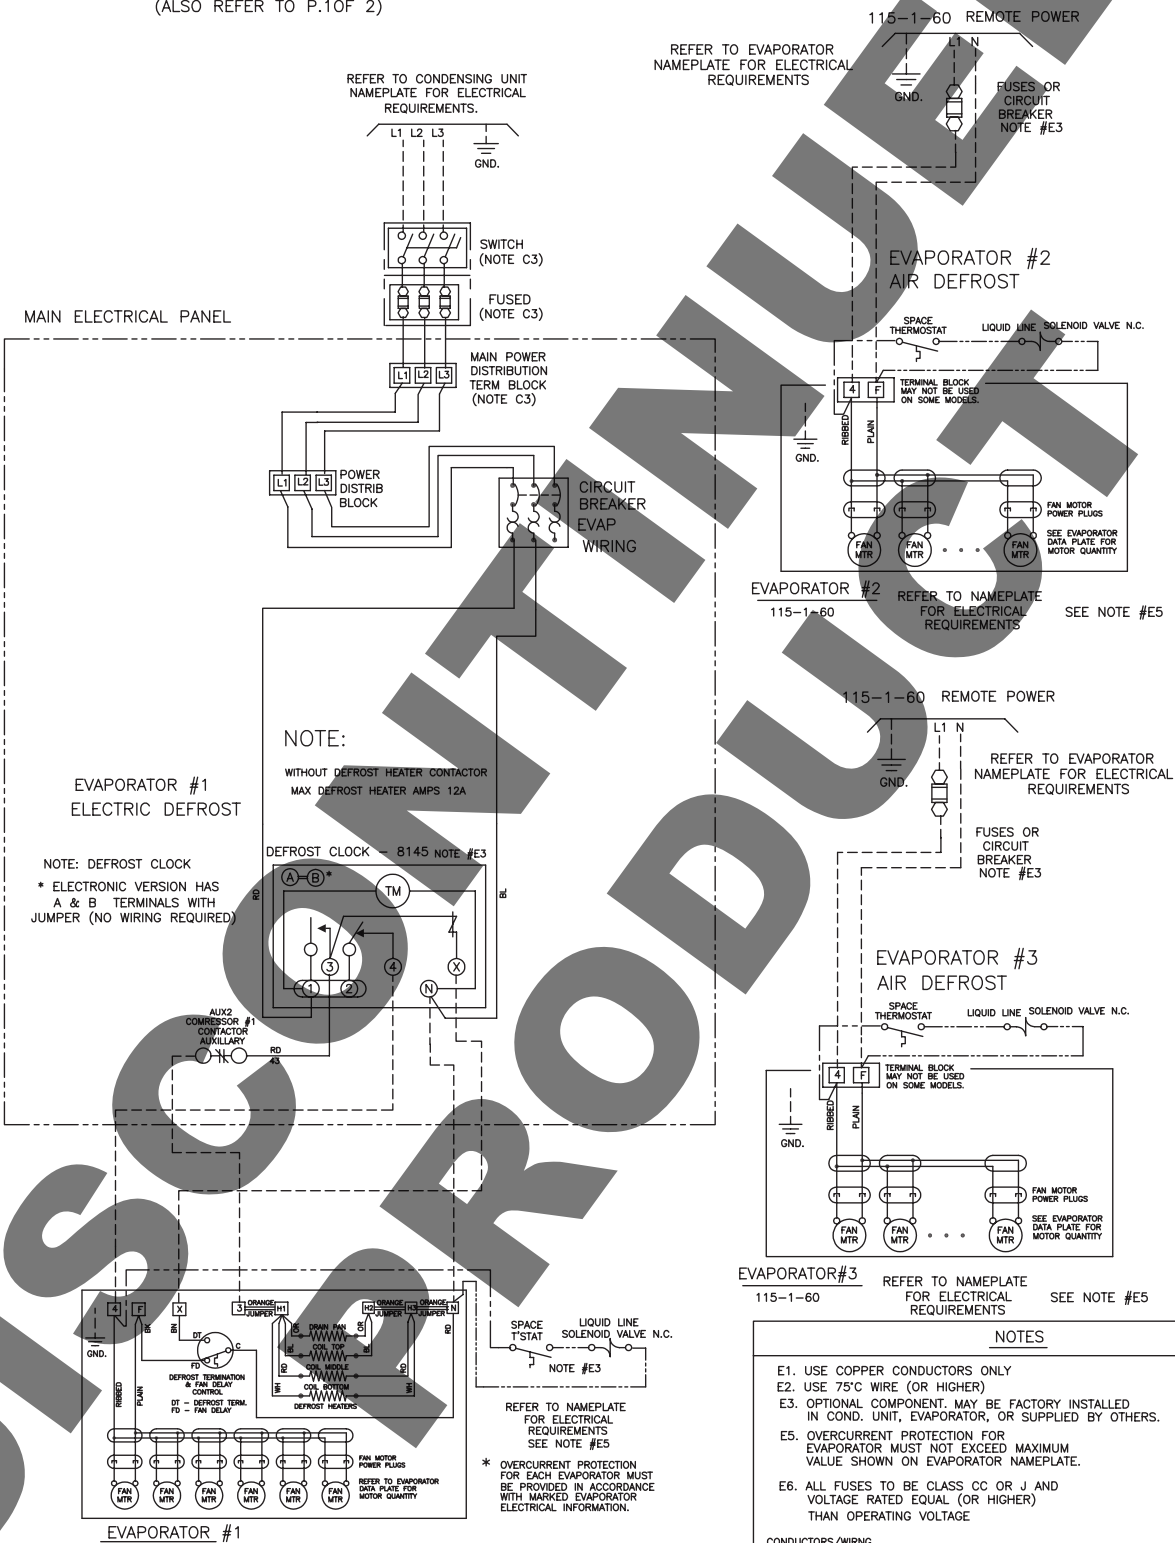 (ALSO REFER TO P.1OF 2)
115-1-60 REMOTE POWER
L1 N
REFER TO EVAPORATOR
NAMEPLATE FOR ELECTRICAL
REQUIREMENTS
GND.
FUSES OR
CIRCUIT
BREAKER
NOTE #E3
REFER TO CONDENSING UNIT
NAMEPLATE FOR ELECTRICAL
REQUIREMENTS.
L1 L2 L3
GND.
SWITCH
(NOTE C3)
FUSED
(NOTE C3)
MAIN ELECTRICAL PANEL
MAIN POWER
DISTRIBUTION
TERM BLOCK
(NOTE C3)
L1 L2 L3
L1 L2 L3
POWER
DISTRIB
BLOCK
CIRCUIT
BREAKER
EVAP
WIRING
EVAPORATOR #2
AIR DEFROST
SPACE
THERMOSTAT
LIQUID LINE SOLENOID VALVE N.C.
4 F
TERMINAL BLOCK
MAY NOT BE USED
ON SOME MODELS.
RIBBED
PLAIN
GND.
FAN MOTOR
POWER PLUGS
SEE EVAPORATOR
DATA PLATE FOR
MOTOR QUANTITY
FAN MTR
FAN MTR
FAN MTR
EVAPORATOR #2
115-1-60
REFER TO NAMEPLATE
FOR ELECTRICAL
REQUIREMENTS
SEE NOTE #E5
115-1-60 REMOTE POWER
L1 N
GND.
REFER TO EVAPORATOR
NAMEPLATE FOR ELECTRICAL
REQUIREMENTS
FUSES OR
CIRCUIT
BREAKER
NOTE #E3
NOTE:
WITHOUT DEFROST HEATER CONTACTOR
MAX DEFROST HEATER AMPS 12A
EVAPORATOR #1
ELECTRIC DEFROST
NOTE: DEFROST CLOCK
* ELECTRONIC VERSION HAS
A & B TERMINALS WITH
JUMPER (NO WIRING REQUIRED)
DEFROST CLOCK - 8145 NOTE #E3
A B *
TM
RD
BL
3 4 X
1 2 N
AUX2
COMRESSOR #1
CONTACTOR
AUXILLARY
RD
43
EVAPORATOR #3
AIR DEFROST
SPACE
THERMOSTAT
LIQUID LINE SOLENOID VALVE N.C.
4 F
TERMINAL BLOCK
MAY NOT BE USED
ON SOME MODELS.
RIBBED
PLAIN
GND.
FAN MOTOR
POWER PLUGS
SEE EVAPORATOR
DATA PLATE FOR
MOTOR QUANTITY
FAN MTR
FAN MTR
FAN MTR
EVAPORATOR#3
115-1-60
REFER TO NAMEPLATE
FOR ELECTRICAL
REQUIREMENTS
SEE NOTE #E5
4 F X 3 ORANGE JUMPER H1 H2 ORANGE JUMPER H3 ORANGE JUMPER N
GND.
BK
BN
DT
C
FD
DEFROST TERMINATION
& FAN DELAY
CONTROL
DT - DEFROST TERM.
FD - FAN DELAY
RIBBED
PLAIN
OR
BL
RD
WH
DRAIN PAN
COIL TOP
COIL MIDDLE
COIL BOTTOM
DEFROST HEATERS
OR
BL
RD
WH
RD
FAN MOTOR
POWER PLUGS
REFER TO EVAPORATOR
DATA PLATE FOR
MOTOR QUANTITY
FAN MTR
FAN MTR
FAN MTR
FAN MTR
FAN MTR
FAN MTR
EVAPORATOR #1
SPACE
T'STAT
LIQUID LINE
SOLENOID VALVE N.C.
NOTE #E3
REFER TO NAMEPLATE
FOR ELECTRICAL
REQUIREMENTS
SEE NOTE #E5
* OVERCURRENT PROTECTION
FOR EACH EVAPORATOR MUST
BE PROVIDED IN ACCORDANCE
WITH MARKED EVAPORATOR
ELECTRICAL INFORMATION.
NOTES
E1. USE COPPER CONDUCTORS ONLY
E2. USE 75°C WIRE (OR HIGHER)
E3. OPTIONAL COMPONENT. MAY BE FACTORY INSTALLED
IN COND. UNIT, EVAPORATOR, OR SUPPLIED BY OTHERS.
E5. OVERCURRENT PROTECTION FOR
EVAPORATOR MUST NOT EXCEED MAXIMUM
VALUE SHOWN ON EVAPORATOR NAMEPLATE.
E6. ALL FUSES TO BE CLASS CC OR J AND
VOLTAGE RATED EQUAL (OR HIGHER)
THAN OPERATING VOLTAGE
CONDUCTORS/WIRNG
DISCONTINUED
PRODUCT